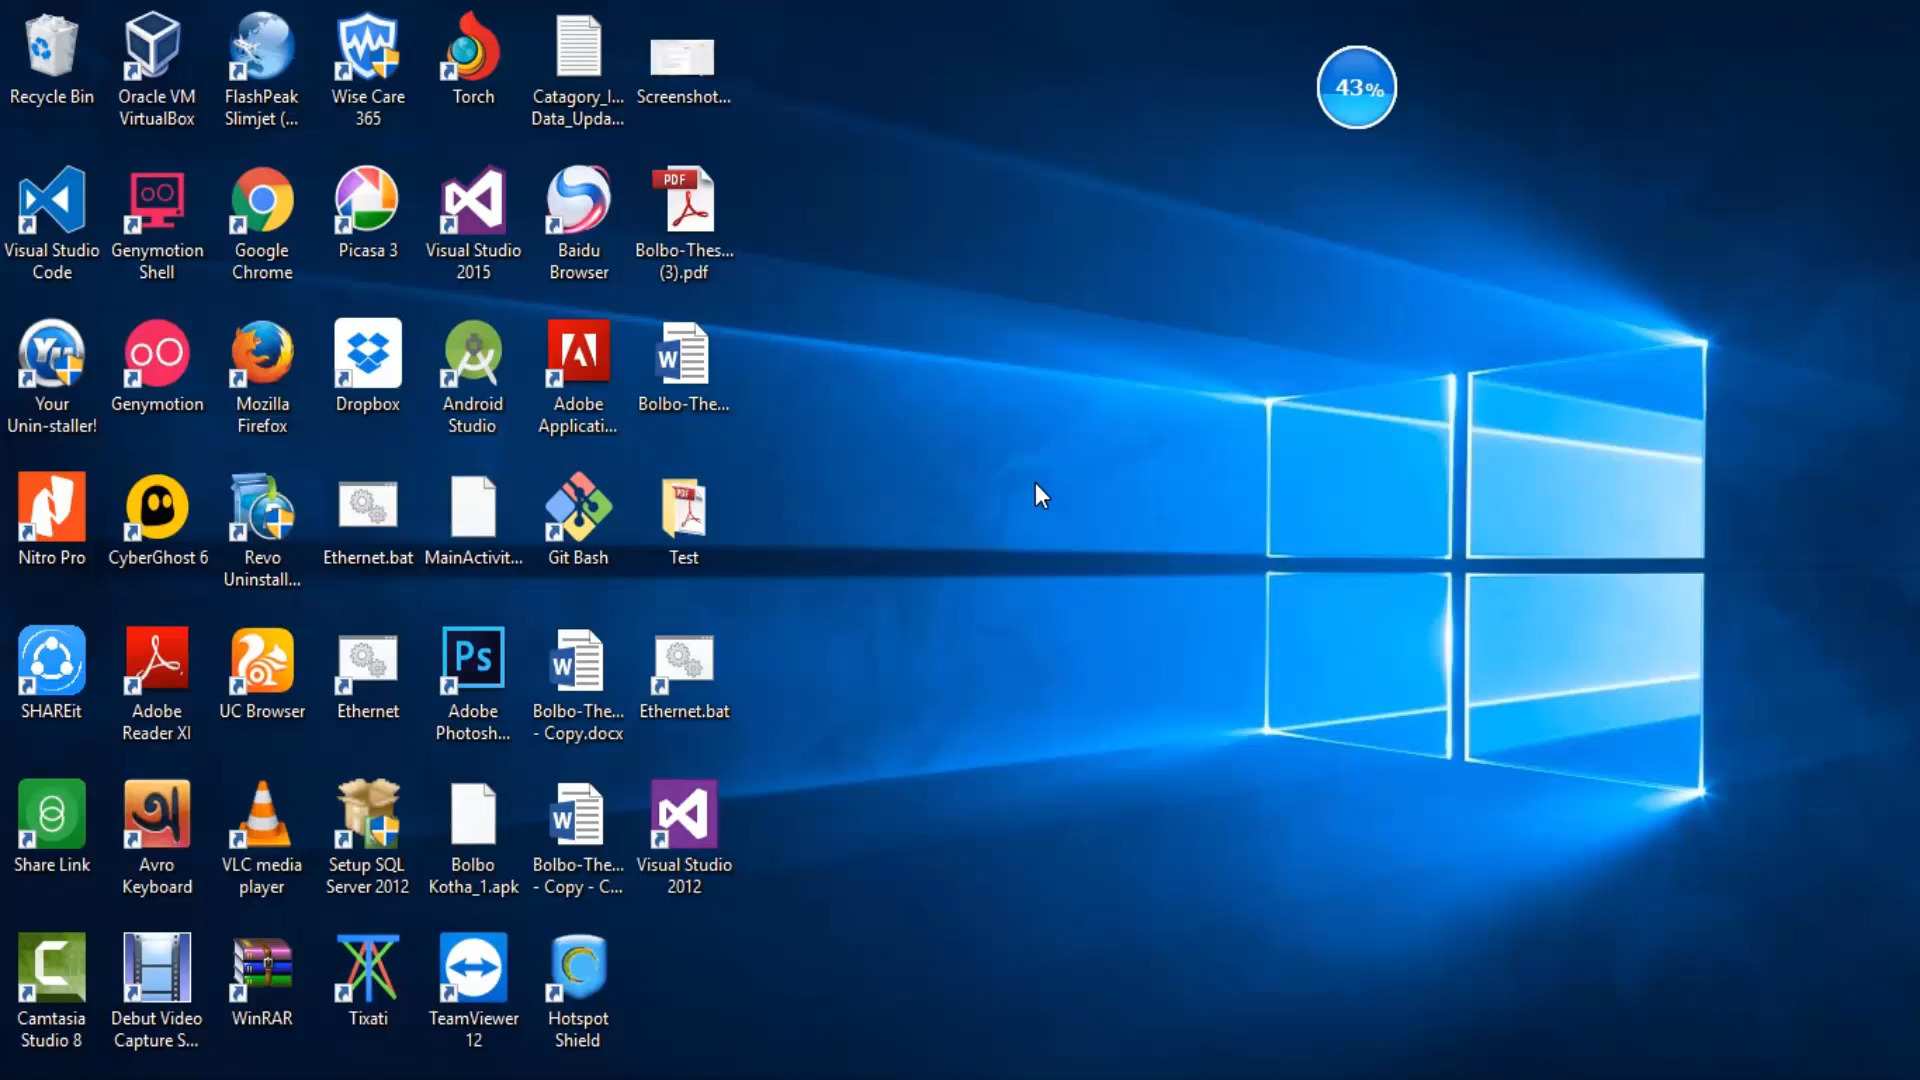 Recycle Bin
Oracle VM
VirtualBox
FlashPeak
Slimjet (...
Wise Care
365
Torch
Catagory_I...
Data_Upda...
Screenshot...
43%
Visual Studio
Code
Genymotion
Shell
Google
Chrome
Picasa 3
Visual Studio
2015
Baidu
Browser
PDF
Bolbo-Thes...
(3).pdf
Your
Unin-staller!
Genymotion
Mozilla
Firefox
Dropbox
Android
Studio
Adobe
Applicati...
Bolbo-The...
Nitro Pro
CyberGhost 6
Revo
Uninstall...
Ethernet.bat
MainActivit...
Git Bash
PDF
Test
SHAREit
Adobe
Reader XI
UC Browser
Ethernet
Ps
Adobe
Photosh...
Bolbo-The...
- Copy.docx
Ethernet.bat
Share Link
Avro
Keyboard
VLC media
player
Setup SQL
Server 2012
Bolbo
Kotha_1.apk
Bolbo-The...
- Copy - C...
Visual Studio
2012
Camtasia
Studio 8
Debut Video
Capture S...
WinRAR
Tixati
TeamViewer
12
Hotspot
Shield